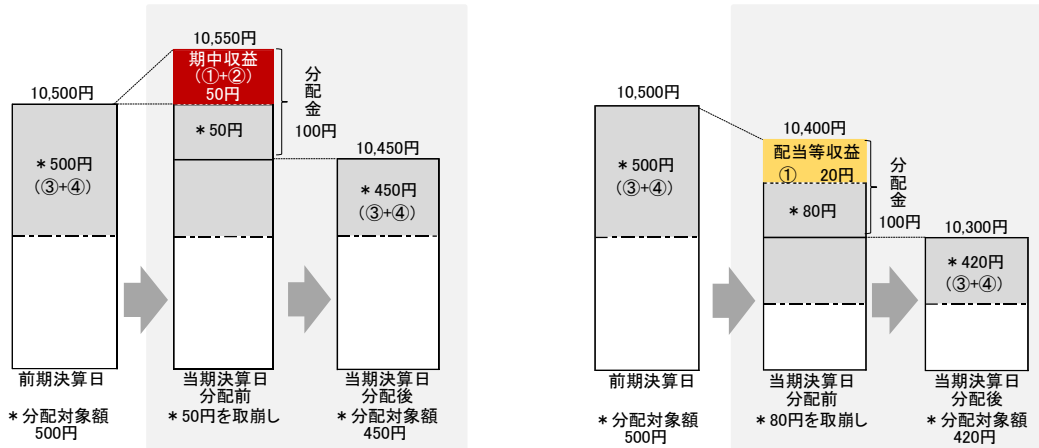 10,550円
期中収益
(①+②)
50円
分
配
金
100円
10,500円
*50円
10,450円
*500円
(③+④)
*450円
(③+④)
前期決算日
当期決算日
分配前
当期決算日
分配後
*分配対象額
500円
*50円を取崩し
*分配対象額
450円
10,500円
10,400円
配当等収益
① 20円
分
配
金
100円
*500円
(③+④)
*80円
10,300円
*420円
(③+④)
前期決算日
当期決算日
分配前
当期決算日
分配後
*分配対象額
500円
*80円を取崩し
*分配対象額
420円